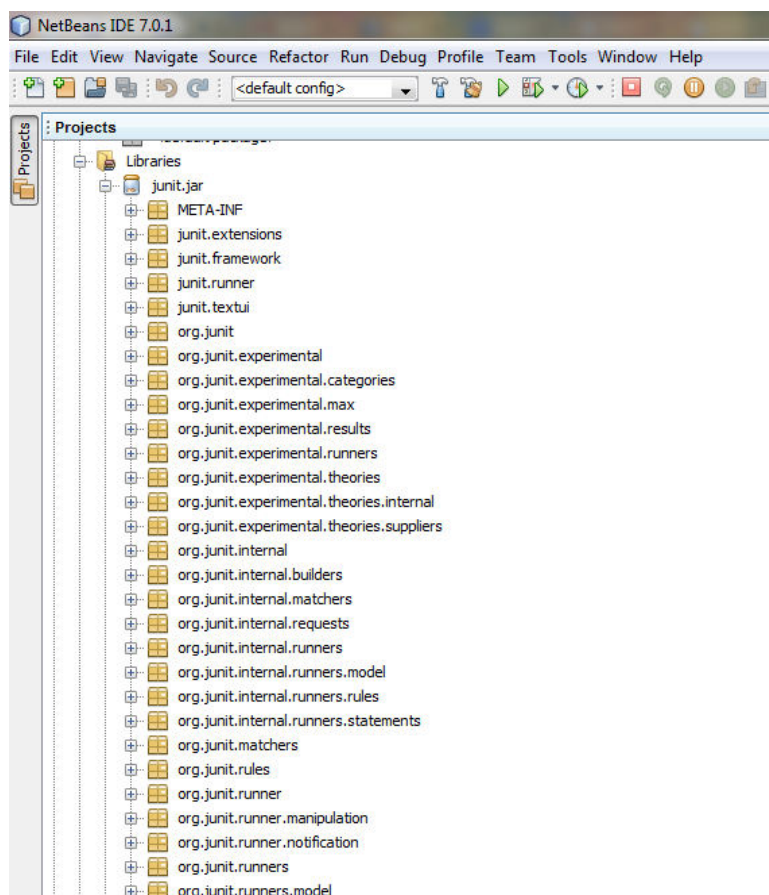 NetBeans IDE 7.0.1
File Edit View Navigate Source Refactor Run Debug Profile Team Tools Window Help
<default config>
Projects
Projects
Libraries
junit.jar
META-INF
junit.extensions
junit.framework
junit.runner
junit.textui
org.junit
org.junit.experimental
org.junit.experimental.categories
org.junit.experimental.max
org.junit.experimental.results
org.junit.experimental.runners
org.junit.experimental.theories
org.junit.experimental.theories.internal
org.junit.experimental.theories.suppliers
org.junit.internal
org.junit.internal.builders
org.junit.internal.matchers
org.junit.internal.requests
org.junit.internal.runners
org.junit.internal.runners.model
org.junit.internal.runners.rules
org.junit.internal.runners.statements
org.junit.matchers
org.junit.rules
org.junit.runner
org.junit.runner.manipulation
org.junit.runner.notification
org.junit.runners
org.junit.runners.model